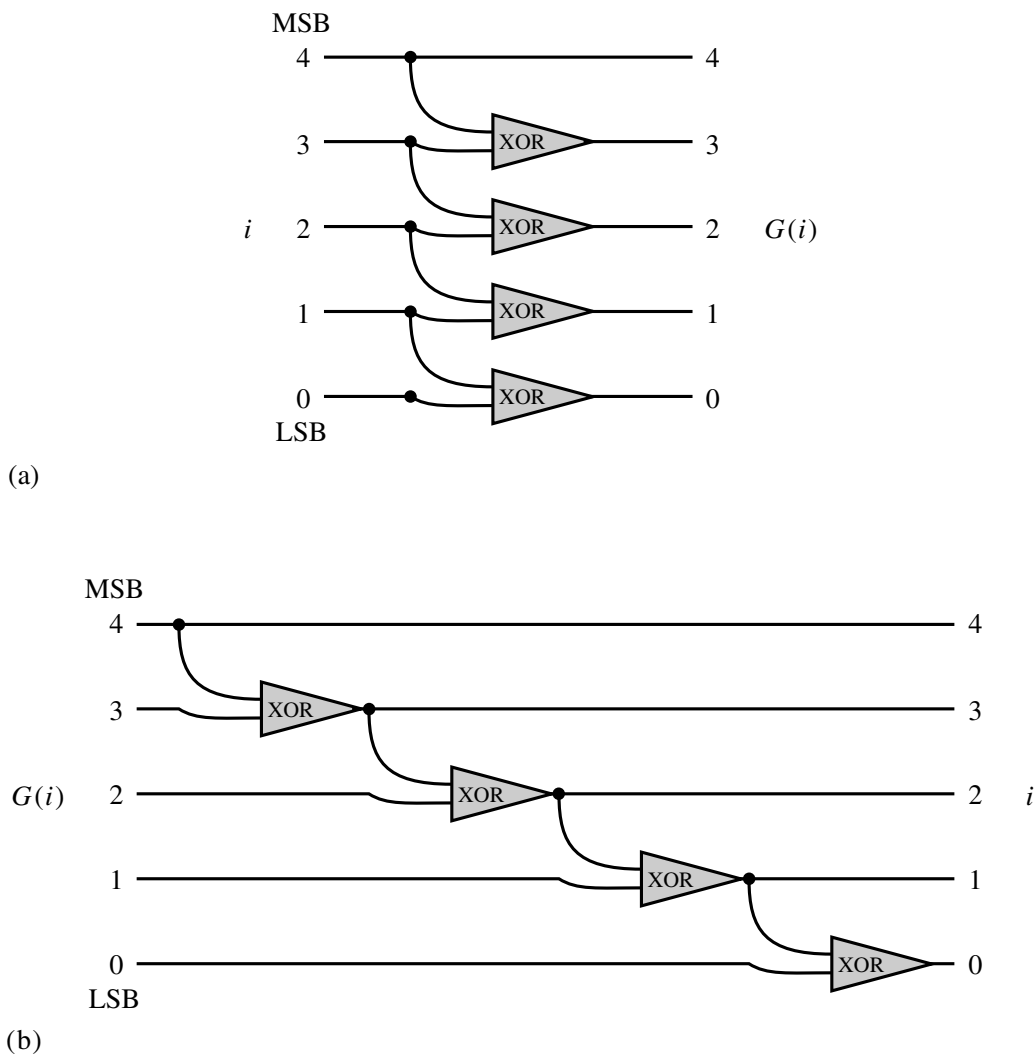 MSB
4 4
XOR
3 3
XOR
i 2 2 G(i)
XOR
1 1
XOR
0 0
LSB
(a)
MSB
4 4
3 XOR 3
G(i) 2 XOR 2 i
1 XOR 1
0 XOR 0
LSB
(b)